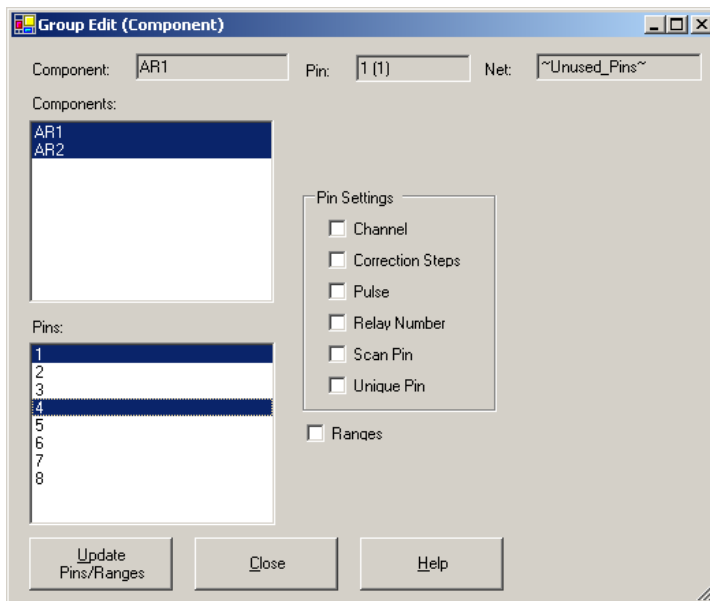 Group Edit (Component)
Component: AR1 Pin: 1 (1) Net: ~Unused_Pins~
Components:
AR1
AR2
Pin Settings
Channel
Correction Steps
Pulse
Relay Number
Scan Pin
Unique Pin
Pins:
1
2
3
4
5
6
7
8
Ranges
Update Pins/Ranges
Close
Help